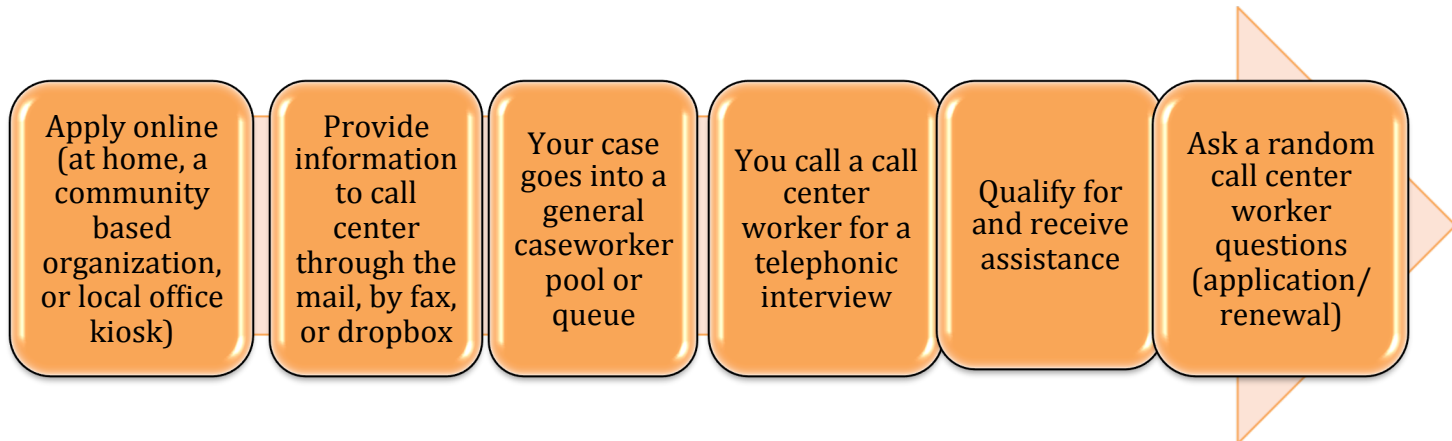 Apply online
(at home, a
community
based
organization,
or local office
kiosk)
Provide
information
to call
center
through the
mail, by fax,
or dropbox
Your case
goes into a
general
caseworker
pool or
queue
You call a call
center
worker for a
telephonic
interview
Qualify for
and receive
assistance
Ask a random
call center
worker
questions
(application/
renewal)